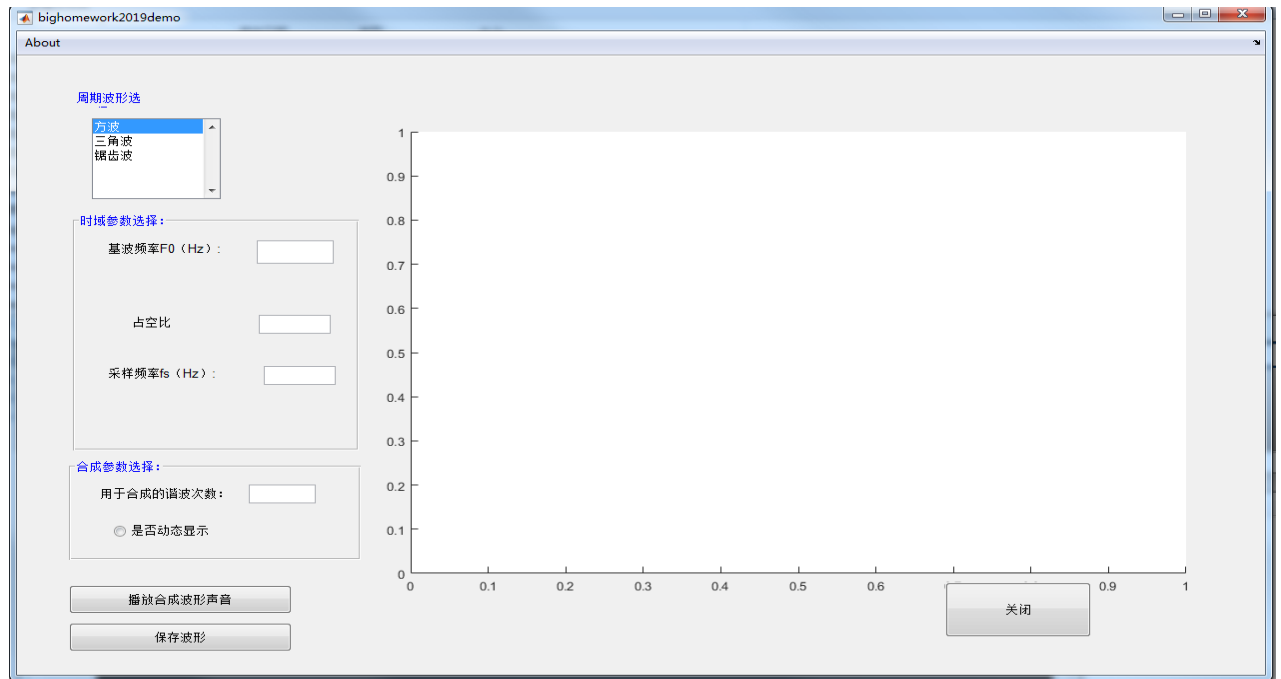 bighomework2019demo
About
周期波形选
方波
三角波
锯齿波
时域参数选择:
基波频率F0（Hz）:
占空比
采样频率fs（Hz）:
合成参数选择:
用于合成的谐波次数:
是否动态显示
播放合成波形声音
保存波形
1
0.9
0.8
0.7
0.6
0.5
0.4
0.3
0.2
0.1
0
0 0.1 0.2 0.3 0.4 0.5 0.6 0.9 1
关闭